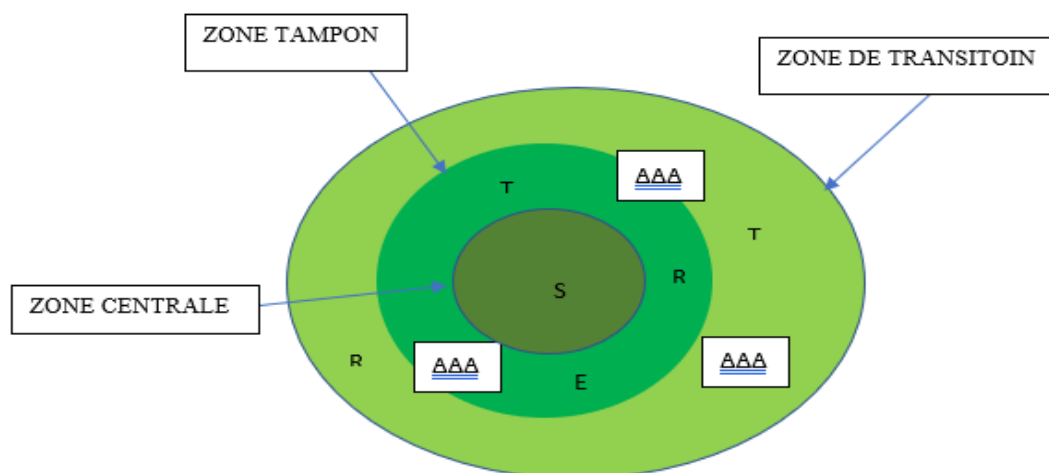 ZONE TAMPON
ZONE DE TRANSITOIN
AAA
T
T
R
S
ZONE CENTRALE
AAA
R
AAA
E